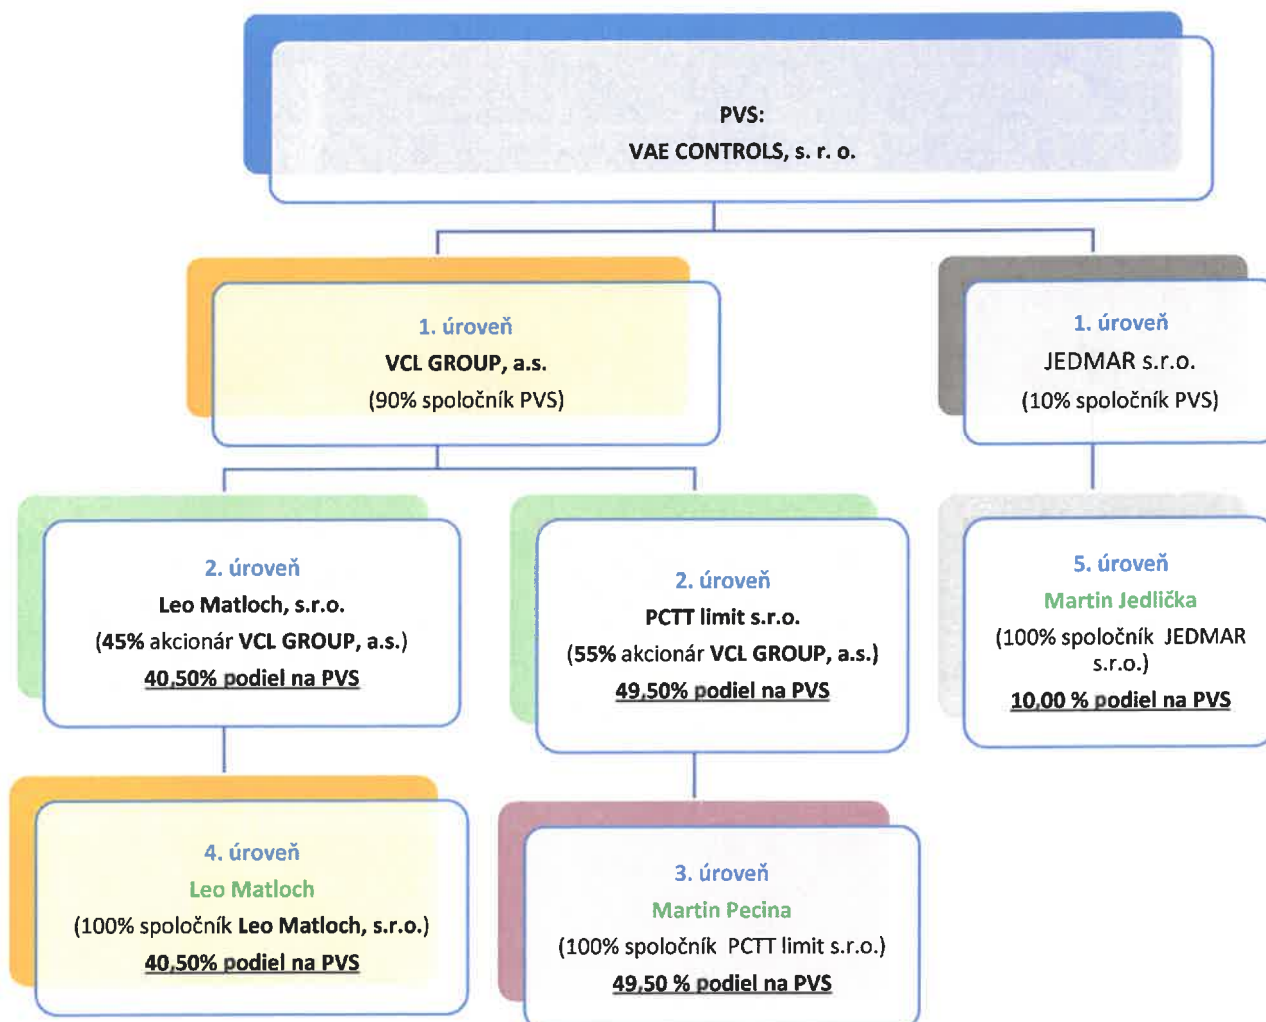 PVS:
VAE CONTROLS, s. r. o.
1. úroveň
VCL GROUP, a.s.
(90% spoločník PVS)
1. úroveň
JEDMAR s.r.o.
(10% spoločník PVS)
2. úroveň
Leo Matloch, s.r.o.
(45% akcionár VCL GROUP, a.s.)
40,50% podiel na PVS
2. úroveň
PCTT limit s.r.o.
(55% akcionár VCL GROUP, a.s.)
49,50% podiel na PVS
5. úroveň
Martin Jedlička
(100% spoločník JEDMAR
s.r.o.)
10,00 % podiel na PVS
4. úroveň
Leo Matloch
(100% spoločník Leo Matloch, s.r.o.)
40,50% podiel na PVS
3. úroveň
Martin Pecina
(100% spoločník PCTT limit s.r.o.)
49,50 % podiel na PVS